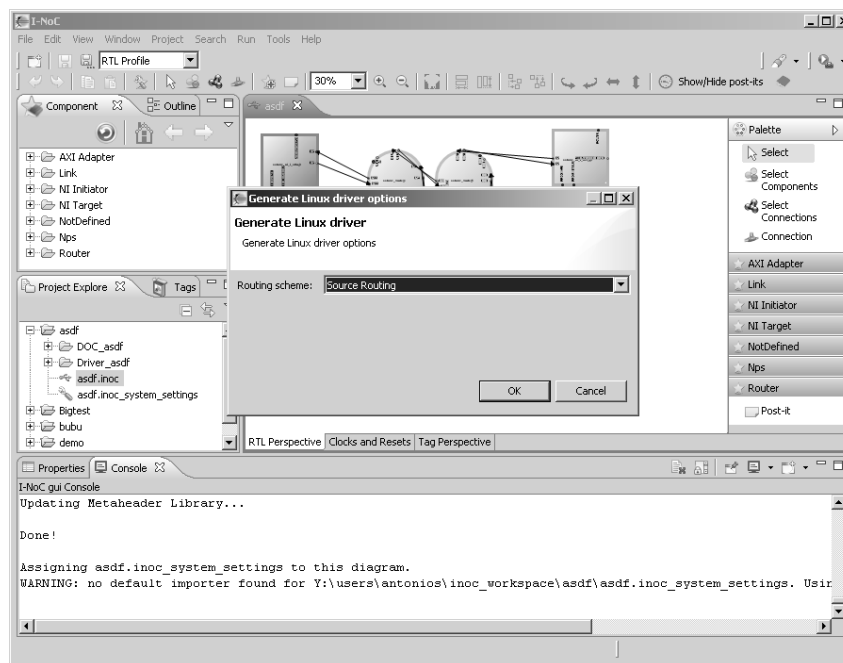 I-NoC
File Edit View Window Project Search Run Tools Help
RTL Profile
30%
Show/Hide post-its
Component
Outline
asdf
AXI Adapter
Link
NI Initiator
NI Target
NotDefined
Nps
Router
Palette
Select
Select Components
Select Connections
Connection
AXI Adapter
Link
NI Initiator
NI Target
NotDefined
Nps
Router
Post-it
Generate Linux driver options
Generate Linux driver
Generate Linux driver options
Routing scheme: Source Routing
OK Cancel
Project Explore
Tags
asdf
DOC_asdf
Driver_asdf
asdf.inoc
asdf.inoc_system_settings
Bigtest
bubu
demo
RTL Perspective Clocks and Resets Tag Perspective
Properties Console
I-NoC gui Console
Updating Metaheader Library...
Done!
Assigning asdf.inoc_system_settings to this diagram.
WARNING: no default importer found for Y:\users\antonios\inoc_workspace\asdf\asdf.inoc_system_settings. Usin